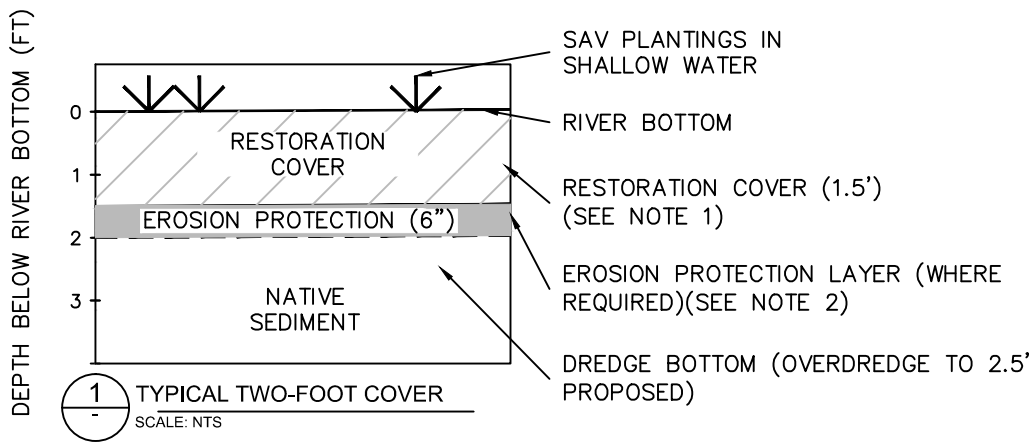 DEPTH BELOW RIVER BOTTOM (FT)
0
1
2
3
RESTORATION
COVER
EROSION PROTECTION (6")
NATIVE
SEDIMENT
SAV PLANTINGS IN
SHALLOW WATER
RIVER BOTTOM
RESTORATION COVER (1.5')
(SEE NOTE 1)
EROSION PROTECTION LAYER (WHERE
REQUIRED)(SEE NOTE 2)
DREDGE BOTTOM (OVERDREDGE TO 2.5'
PROPOSED)
1
-
TYPICAL TWO-FOOT COVER
SCALE: NTS